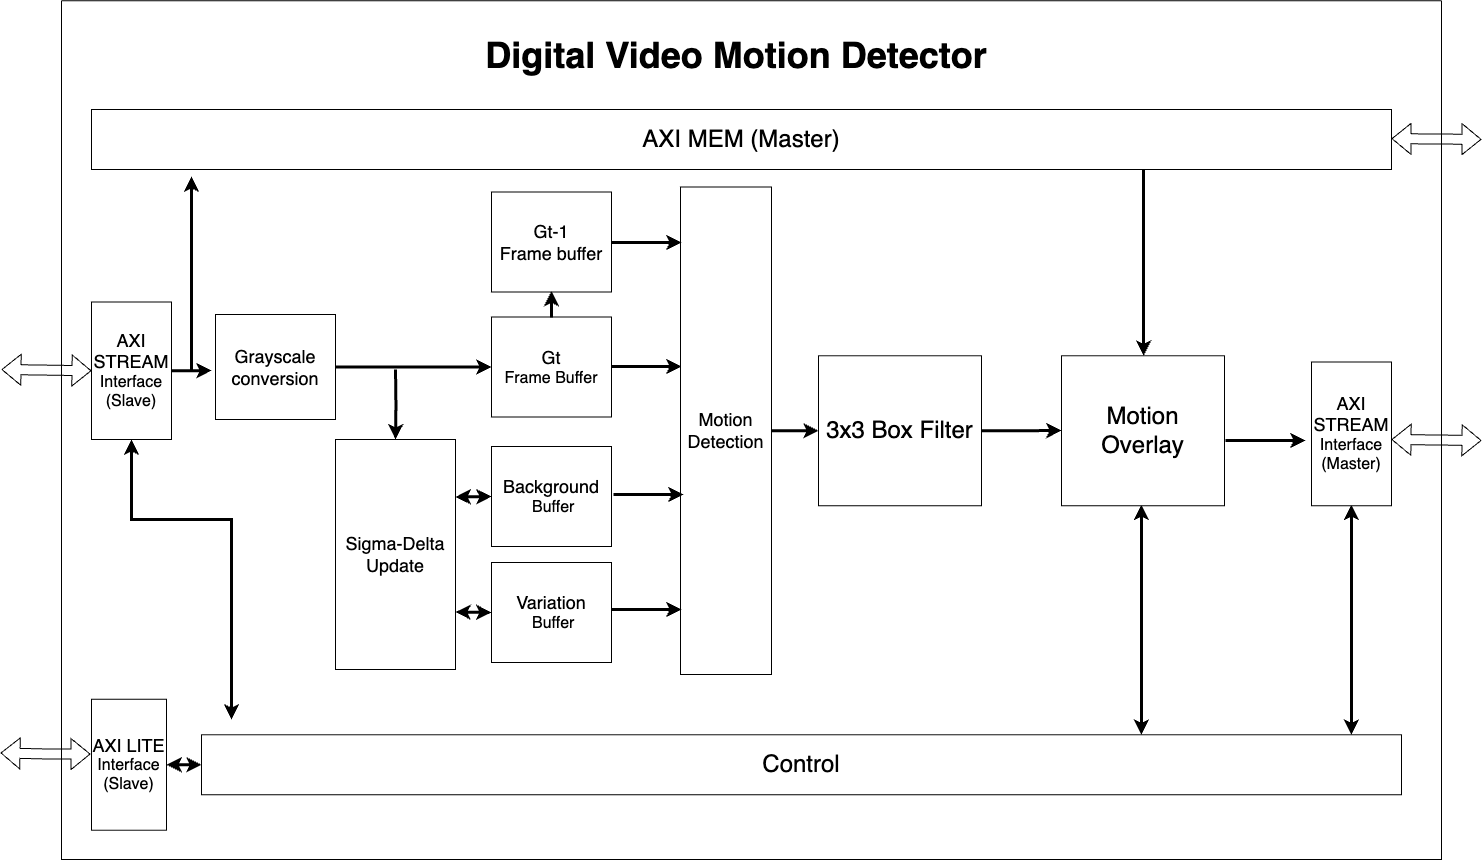 Digital Video Motion Detector
AXI MEM (Master)
Gt-1
Frame buffer
AXI
STREAM
Interface
(Slave)
Grayscale
conversion
Gt
Frame Buffer
Motion
Detection
3x3 Box Filter
Motion
Overlay
AXI
STREAM
Interface
(Master)
Sigma-Delta
Update
Background
Buffer
Variation
Buffer
AXI LITE
Interface
(Slave)
Control